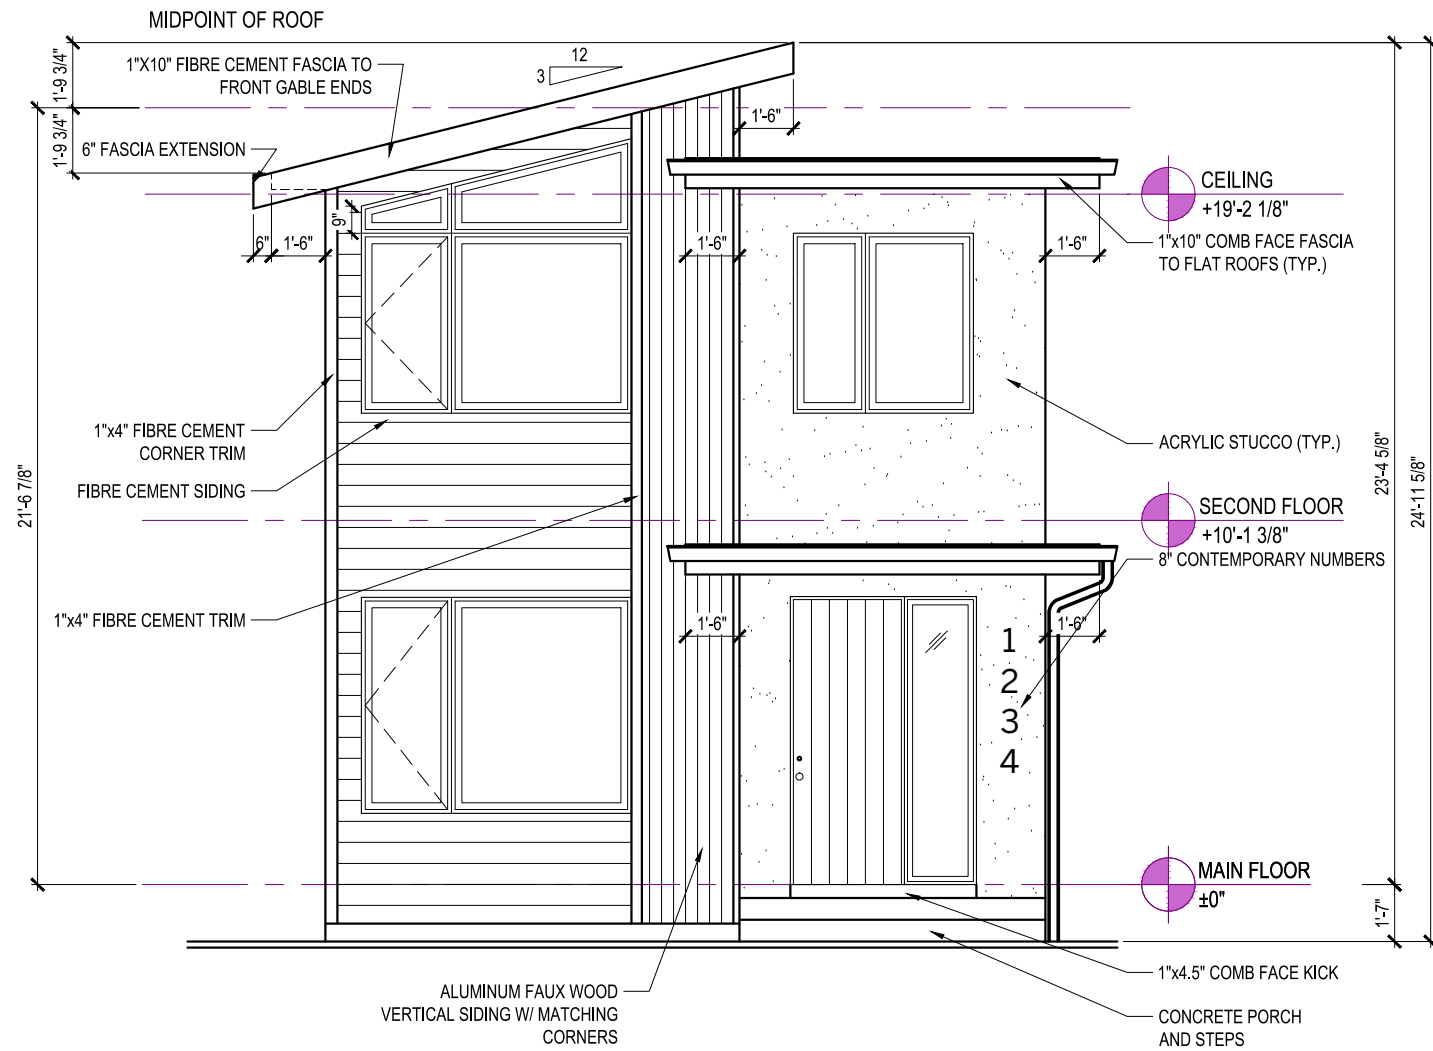 MIDPOINT OF ROOF
1'-9 3/4"
1'-9 3/4"
1"X10" FIBRE CEMENT FASCIA TO
FRONT GABLE ENDS
12
3
6" FASCIA EXTENSION
1'-6"
9"
6"
1'-6"
1'-6"
1'-6"
CEILING
+19'-2 1/8"
1"x10" COMB FACE FASCIA
TO FLAT ROOFS (TYP.)
1"x4" FIBRE CEMENT
CORNER TRIM
FIBRE CEMENT SIDING
ACRYLIC STUCCO (TYP.)
21'-6 7/8"
23'-4 5/8"
24'-11 5/8"
SECOND FLOOR
+10'-1 3/8"
8" CONTEMPORARY NUMBERS
1"x4" FIBRE CEMENT TRIM
1'-6"
1'-6"
1
2
3
4
MAIN FLOOR
±0"
1'-7"
1"x4.5" COMB FACE KICK
ALUMINUM FAUX WOOD
VERTICAL SIDING W/ MATCHING
CORNERS
CONCRETE PORCH
AND STEPS